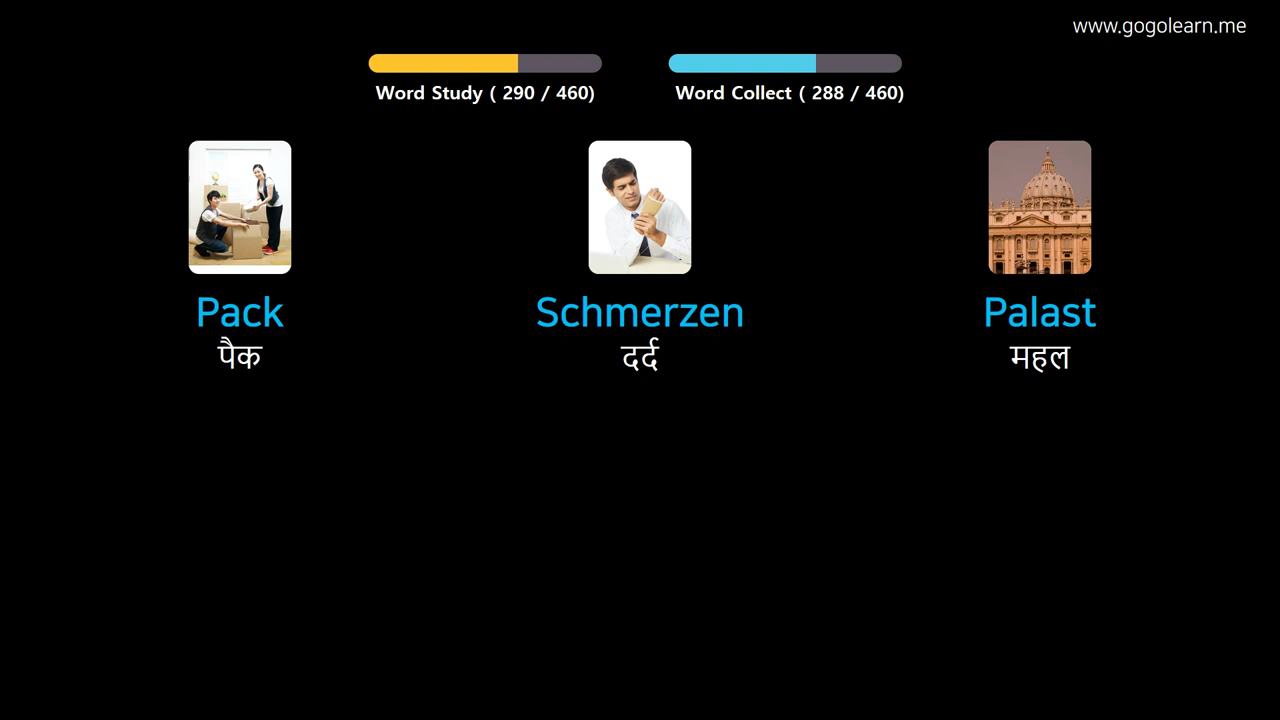 www.gogolearn.me
Word Study ( 290 / 460)
Word Collect ( 288 / 460)
Pack
पैक
Schmerzen
दर्द
Palast
महल